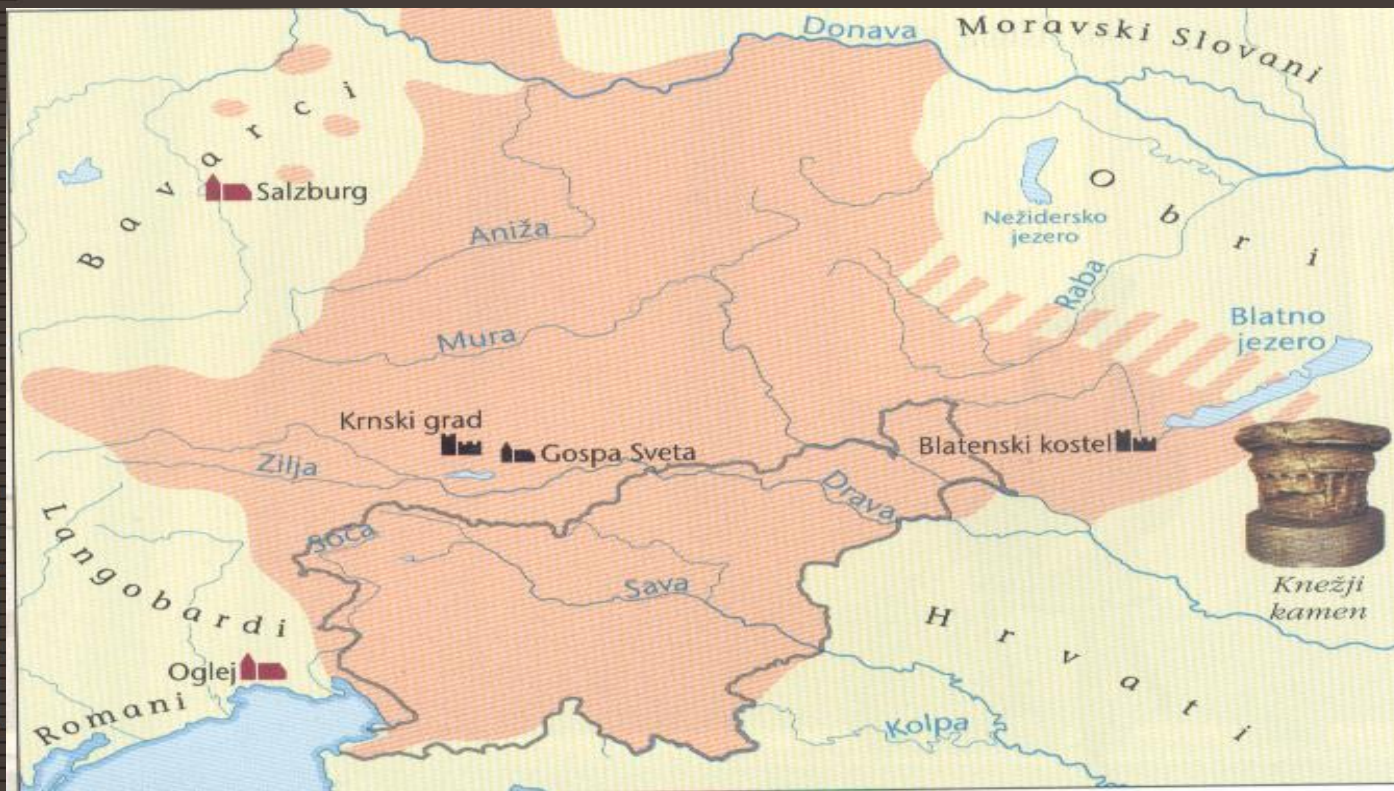 Donava
Moravski Slovani
Bavarci
Salzburg
Aniža
Obri
Nežidersko
jezero
Raba
Mura
Blatno
jezero
Krnski grad
Gospa Sveta
Blatenski kostel
Zilja
Drava
Langobardi
Soča
Sava
Knežji
kamen
Hrvati
Oglej
Romani
Kolpa